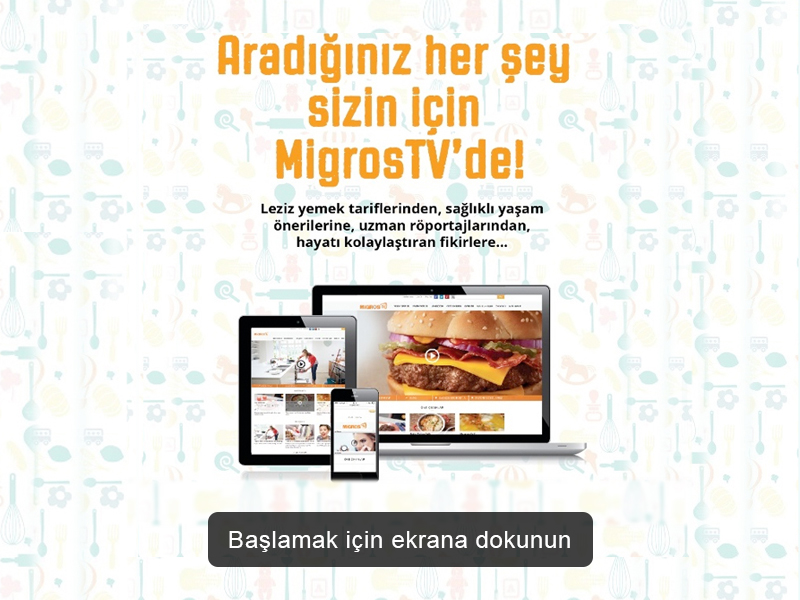 Aradığınız her şey
sizin için
MigrosTV'de!
Leziz yemek tariflerinden, sağlıklı yaşam
önerilerine, uzman röportajlarından,
hayatı kolaylaştıran fikirlere...
Başlamak için ekrana dokunun